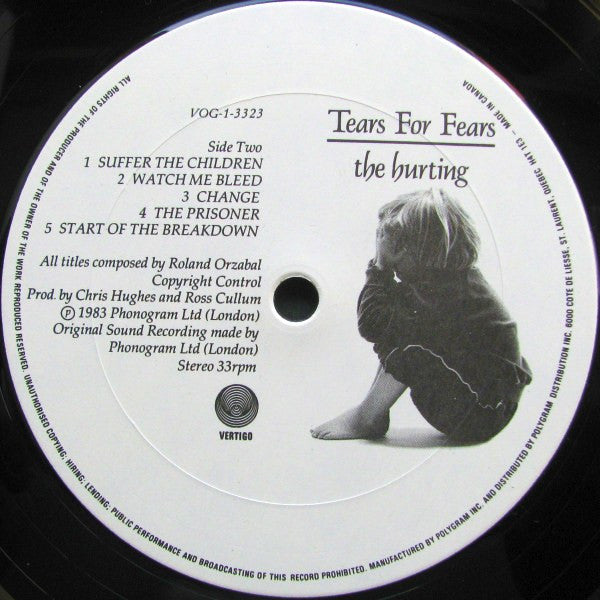 VOG-1-3323
Side Two
1 SUFFER THE CHILDREN
2 WATCH ME BLEED
3 CHANGE
4 THE PRISONER
5 START OF THE BREAKDOWN
All titles composed by Roland Orzabal
Copyright Control
Prod. by Chris Hughes and Ross Cullum
Ⓟ 1983 Phonogram Ltd (London)
Original Sound Recording made by
Phonogram Ltd (London)
Stereo 33rpm
VERTIGO
Tears For Fears
the hurting
ALL RIGHTS OF THE PRODUCER AND OF THE OWNER OF THE WORK REPRODUCED RESERVED. UNAUTHORISED COPYING; HIRING; LENDING; PUBLIC PERFORMANCE AND BROADCASTING OF THIS RECORD PROHIBITED. MANUFACTURED BY POLYGRAM INC. AND DISTRIBUTED BY POLYGRAM DISTRIBUTION INC. 6000 COTE DE LIESSE, ST. LAURENT, QUEBEC H4T 1E3 – MADE IN CANADA